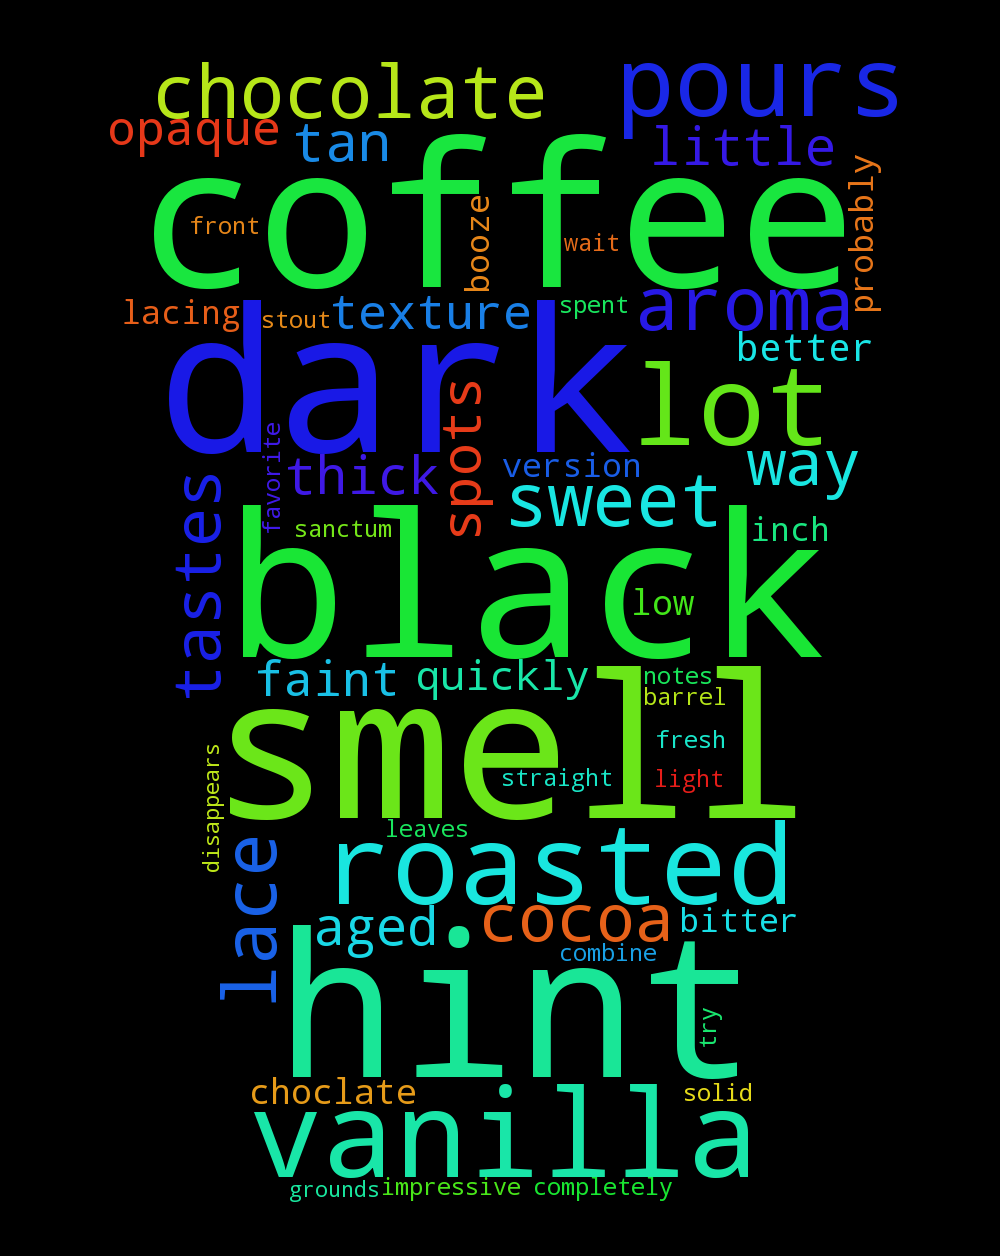 chocolate
pours
opaque
tan
little
coffee
probably
front
booze
wait
lacing
stout
texture
spent
aroma
dark
better
lot
spots
favorite
thick
version
way
tastes
sweet
sanctum
inch
black
low
faint
quickly
notes
barrel
smell
fresh
straight
light
disappears
leaves
roasted
lace
aged
cocoa
bitter
combine
hint
try
choclate
solid
vanilla
grounds
impressive
completely